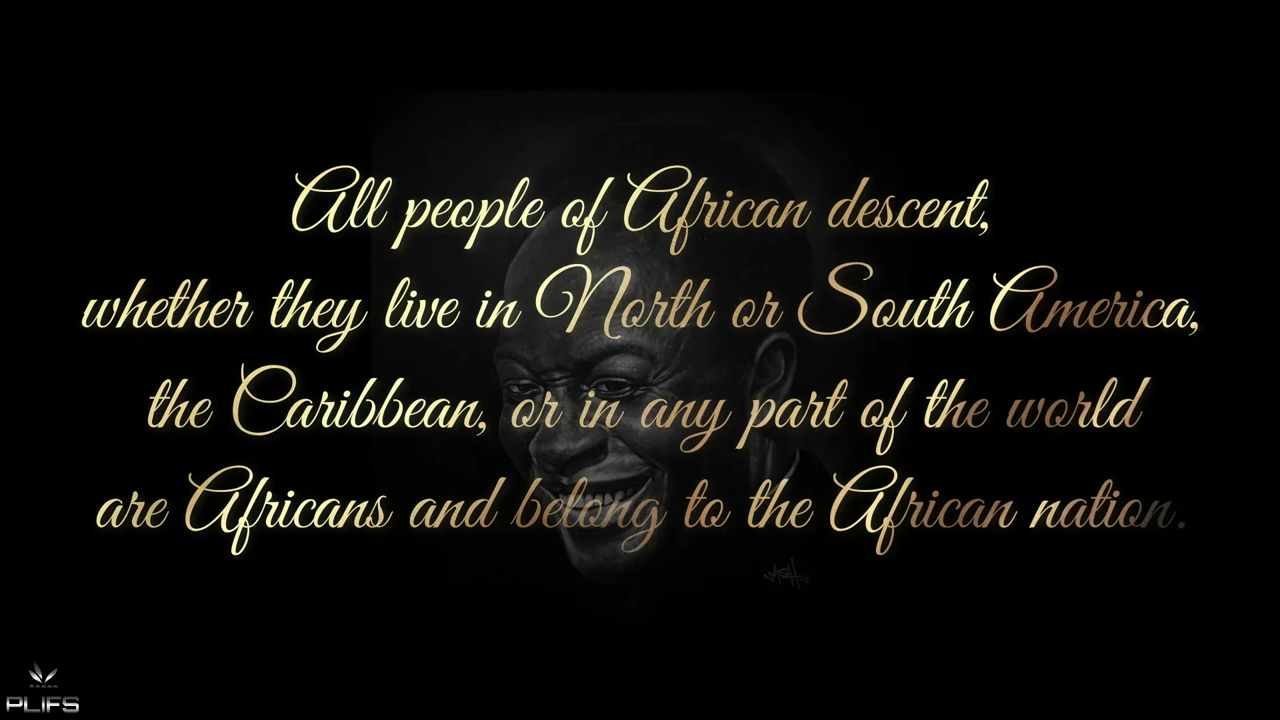 All people of African descent,
whether they live in North or South America,
the Caribbean, or in any part of the world
are Africans and belong to the African nation.
PLIFS